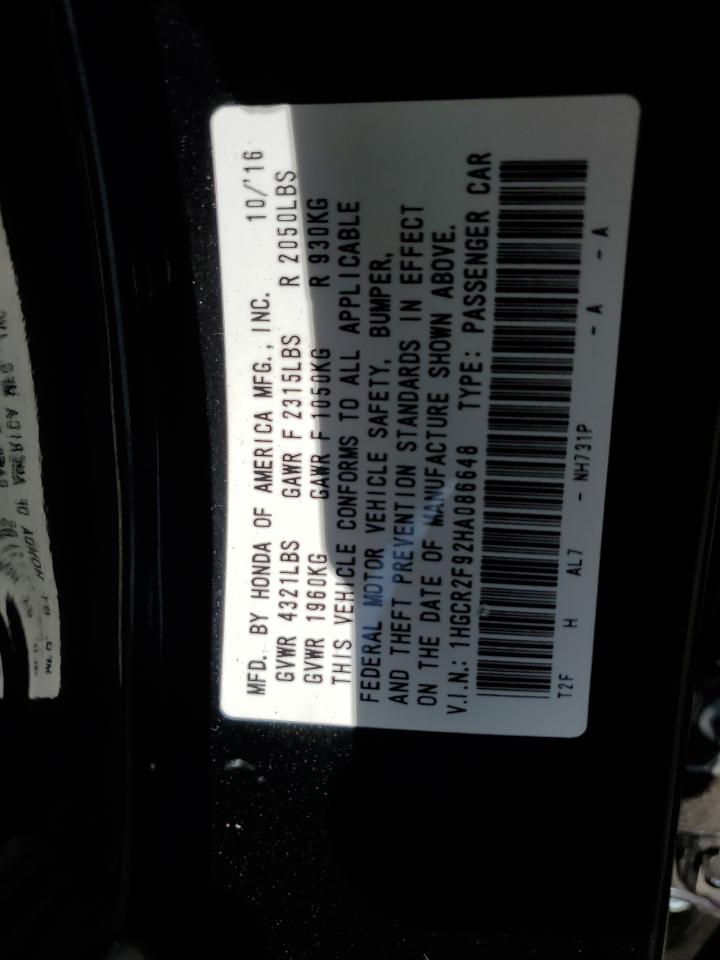 MFD. BY HONDA OF AMERICA MFG., INC. 10/'16
GVWR 4321LBS GAWR F 2315LBS R 2050LBS
GVWR 1960KG GAWR F 1050KG R 930KG
THIS VEHICLE CONFORMS TO ALL APPLICABLE
FEDERAL MOTOR VEHICLE SAFETY, BUMPER,
AND THEFT PREVENTION STANDARDS IN EFFECT
ON THE DATE OF MANUFACTURE SHOWN ABOVE.
V.I.N.: 1HGCR2F92HA086648 TYPE: PASSENGER CAR
T2F H AL7 - NH731P - A - A